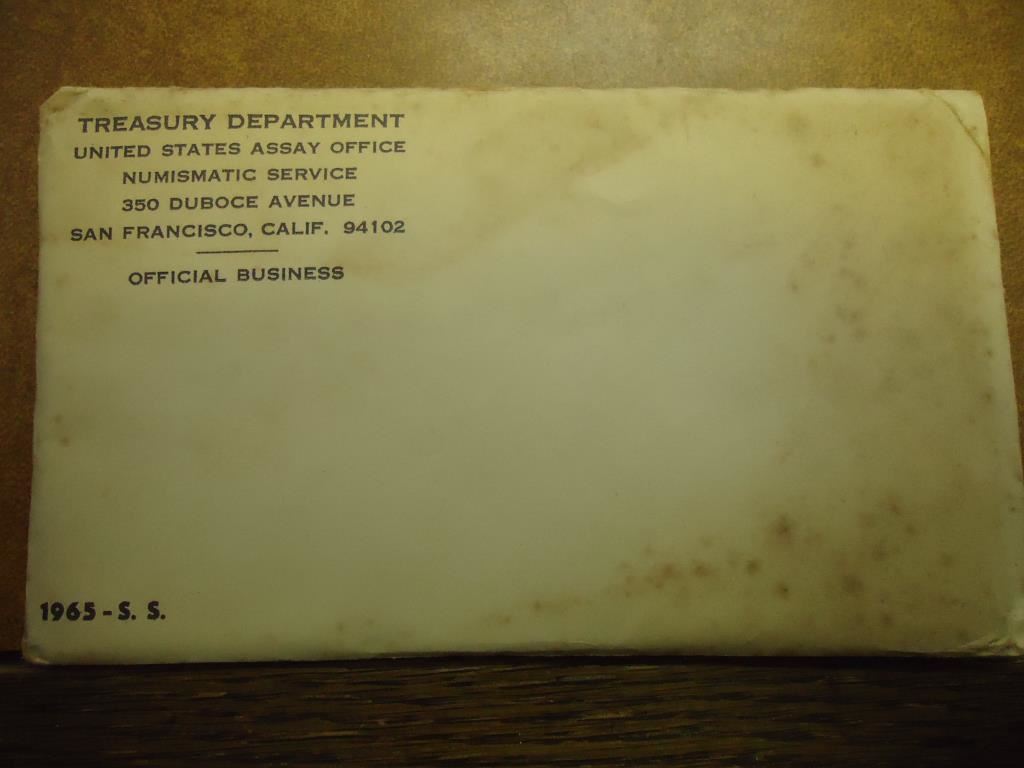 TREASURY DEPARTMENT
UNITED STATES ASSAY OFFICE
NUMISMATIC SERVICE
350 DUBOCE AVENUE
SAN FRANCISCO, CALIF. 94102
OFFICIAL BUSINESS
1965 - S. S.